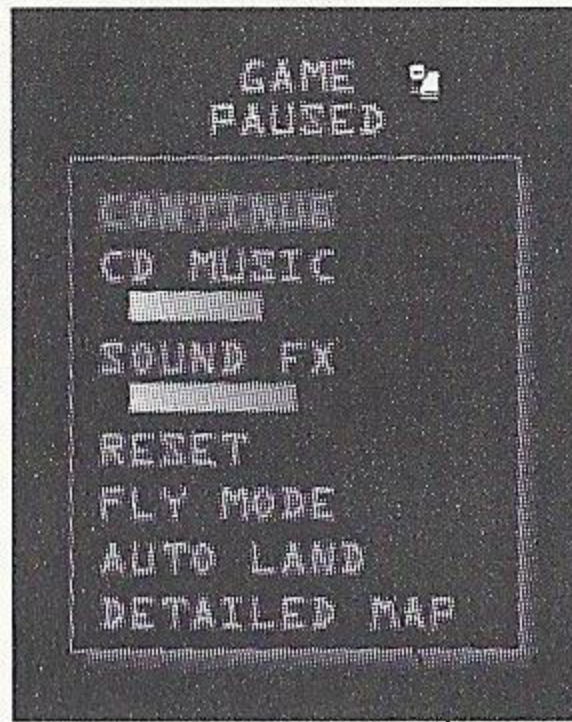 GAME
PAUSED
CONTINUE
CD MUSIC
SOUND FX
RESET
FLY MODE
AUTO LAND
DETAILED MAP